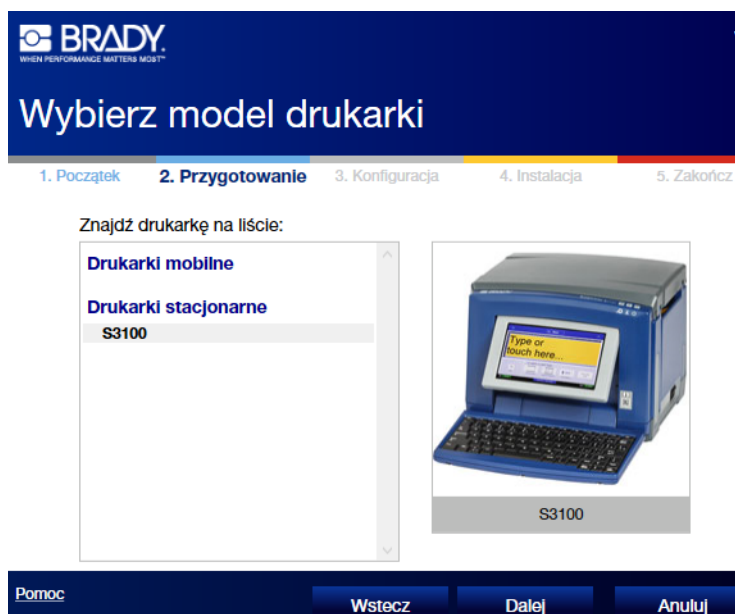 BRADY.
WHEN PERFORMANCE MATTERS MOST™
Wybierz model drukarki
1. Początek
2. Przygotowanie
3. Konfiguracja
4. Instalacja
5. Zakończ
Znajdź drukarkę na liście:
Drukarki mobilne
Drukarki stacjonarne
S3100
Type or
touch here...
S3100
Pomoc
Wstecz
Dalej
Anuluj